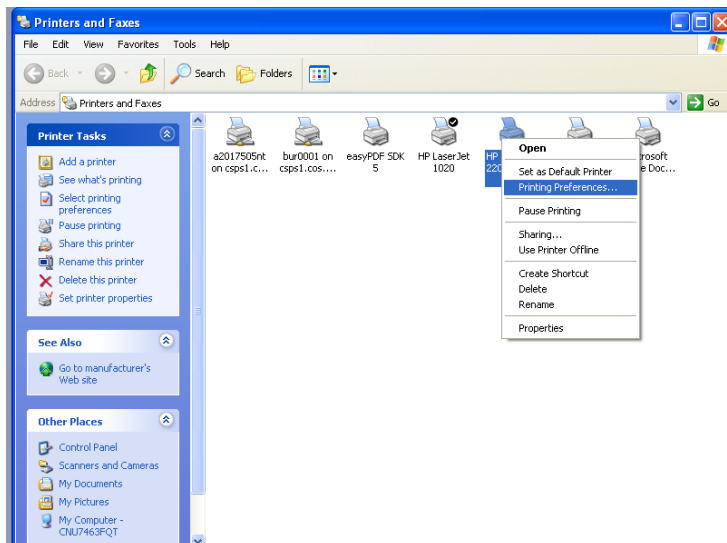 Printers and Faxes
File Edit View Favorites Tools Help
Back Search Folders
Address Printers and Faxes Go
Printer Tasks
Add a printer
See what's printing
Select printing
preferences
Pause printing
Share this printer
Rename this printer
Delete this printer
Set printer properties
See Also
Go to manufacturer's
Web site
Other Places
Control Panel
Scanners and Cameras
My Documents
My Pictures
My Computer -
CNU7463FQT
a2017505nt
on csps1.c...
bur0001 on
csps1.cos....
easyPDF SDK
5
HP LaserJet
1020
HP
220
rosoft
e Doc...
Open
Set as Default Printer
Printing Preferences...
Pause Printing
Sharing...
Use Printer Offline
Create Shortcut
Delete
Rename
Properties